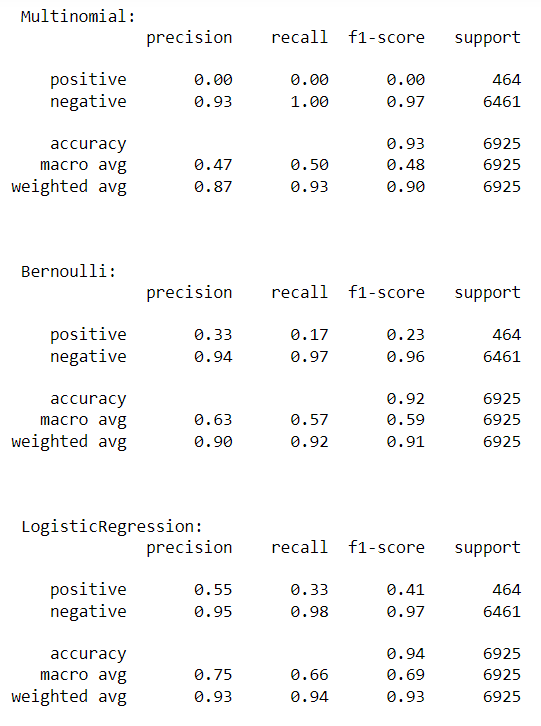 Multinomial:
precision recall f1-score support
positive 0.00 0.00 0.00 464
negative 0.93 1.00 0.97 6461
accuracy 0.93 6925
macro avg 0.47 0.50 0.48 6925
weighted avg 0.87 0.93 0.90 6925
Bernoulli:
precision recall f1-score support
positive 0.33 0.17 0.23 464
negative 0.94 0.97 0.96 6461
accuracy 0.92 6925
macro avg 0.63 0.57 0.59 6925
weighted avg 0.90 0.92 0.91 6925
LogisticRegression:
precision recall f1-score support
positive 0.55 0.33 0.41 464
negative 0.95 0.98 0.97 6461
accuracy 0.94 6925
macro avg 0.75 0.66 0.69 6925
weighted avg 0.93 0.94 0.93 6925